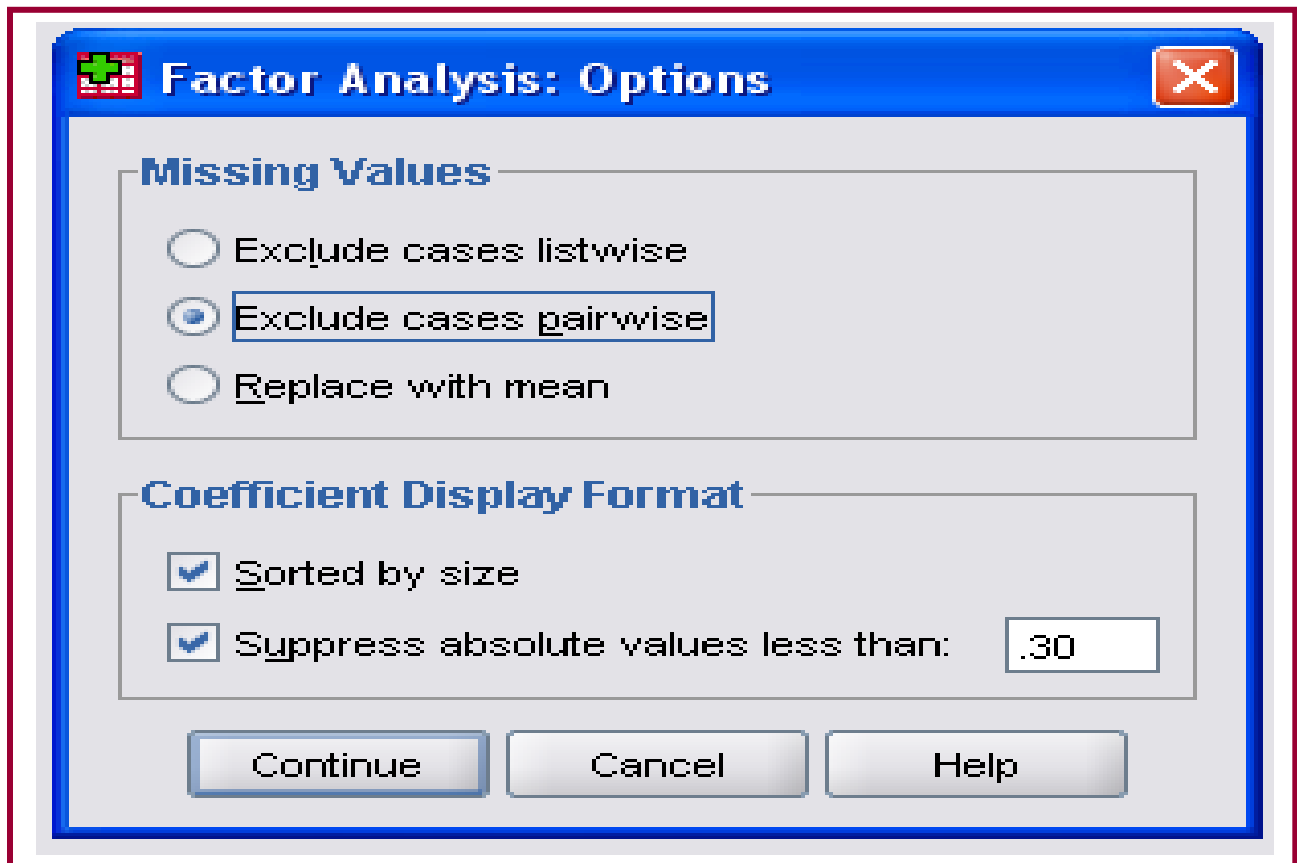 Factor Analysis: Options
Missing Values
Exclude cases listwise
Exclude cases pairwise
Replace with mean
Coefficient Display Format
Sorted by size
Suppress absolute values less than: .30
Continue Cancel Help